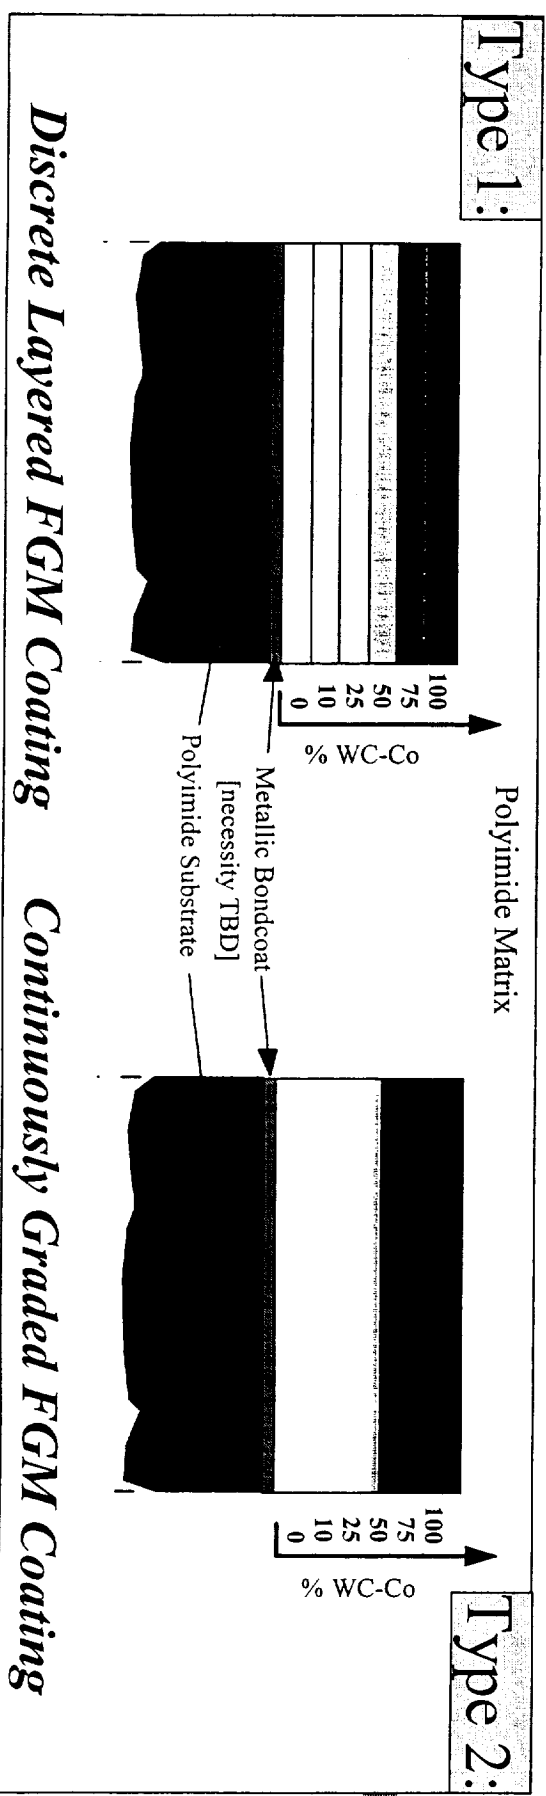 Type 1:
Polyimide Matrix
Type 2:
100
75
50
25
10
0
% WC-Co
100
75
50
25
10
0
% WC-Co
Metallic Bondcoat
[necessity TBD]
Polyimide Substrate
Discrete Layered FGM Coating
Continuously Graded FGM Coating